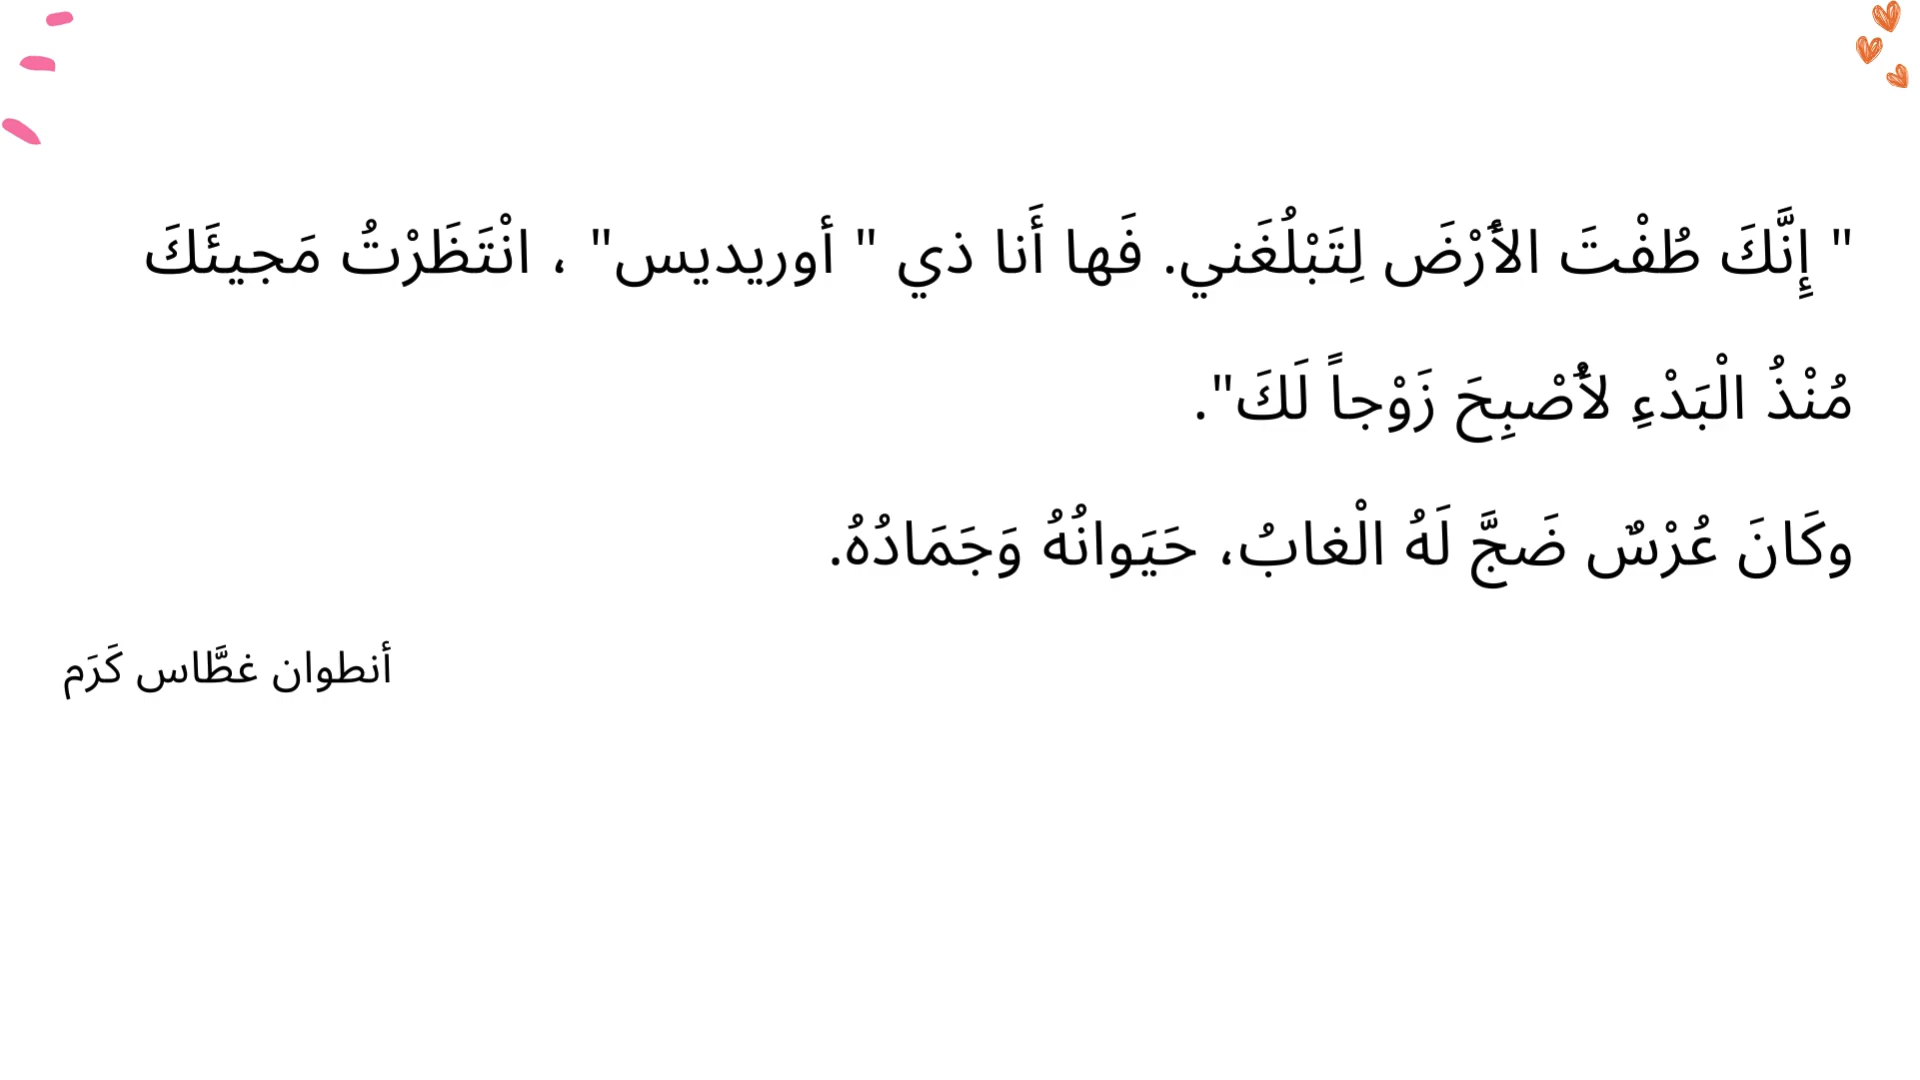 " إِنَّكَ طُفْتَ الأَرْضَ لِتَبْلُغَني. فَها أَنا ذي " أوريديس" ، انْتَظَرْتُ مَجيئَكَ
مُنْذُ الْبَدْءِ لأُصْبِحَ زَوْجاً لَكَ".
وكَانَ عُرْسٌ ضَجَّ لَهُ الْغابُ، حَيَوانُهُ وَجَمَادُهُ.
أنطوان غطَّاس كَرَم